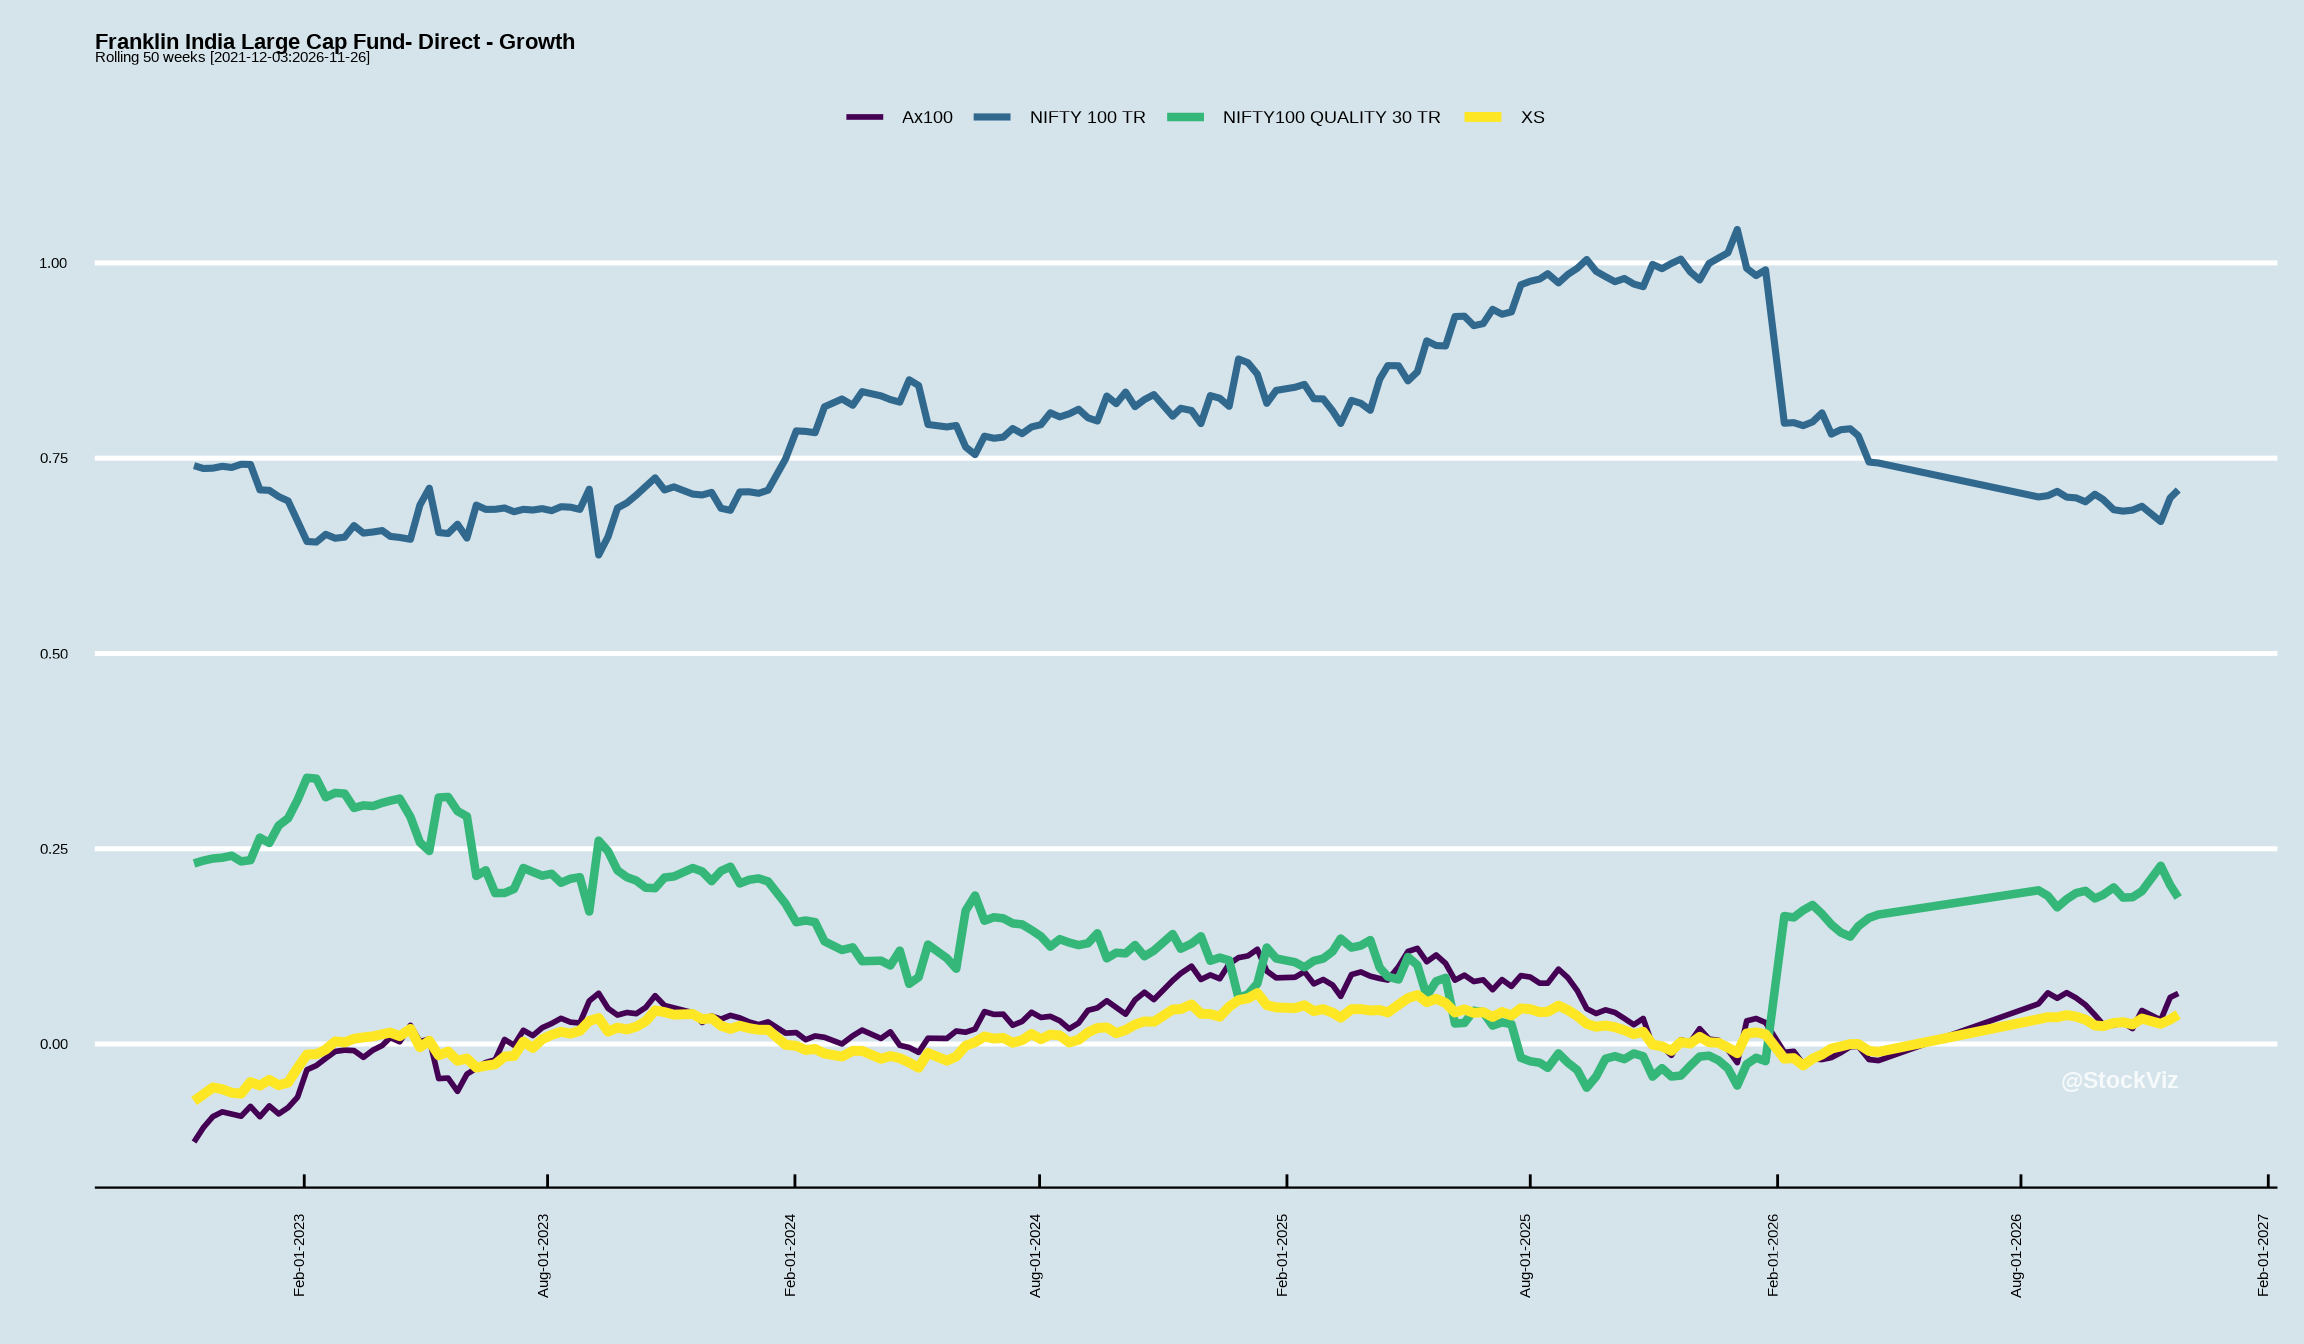 Franklin India Large Cap Fund- Direct - Growth
Rolling 50 weeks [2021-12-03:2026-11-26]
Ax100 NIFTY 100 TR NIFTY100 QUALITY 30 TR XS
1.00
0.75
0.50
0.25
0.00
@StockViz
Feb-01-2023
Aug-01-2023
Feb-01-2024
Aug-01-2024
Feb-01-2025
Aug-01-2025
Feb-01-2026
Aug-01-2026
Feb-01-2027